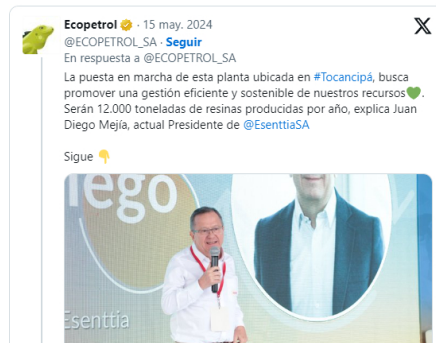 Ecopetrol · 15 may. 2024
@ECOPETROL_SA · Seguir
En respuesta a @ECOPETROL_SA
La puesta en marcha de esta planta ubicada en #Tocancipá, busca
promover una gestión eficiente y sostenible de nuestros recursos💚.
Serán 12.000 toneladas de resinas producidas por año, explica Juan
Diego Mejía, actual Presidente de @EsenttiaSA
Sigue 👇
iego
Esenttia